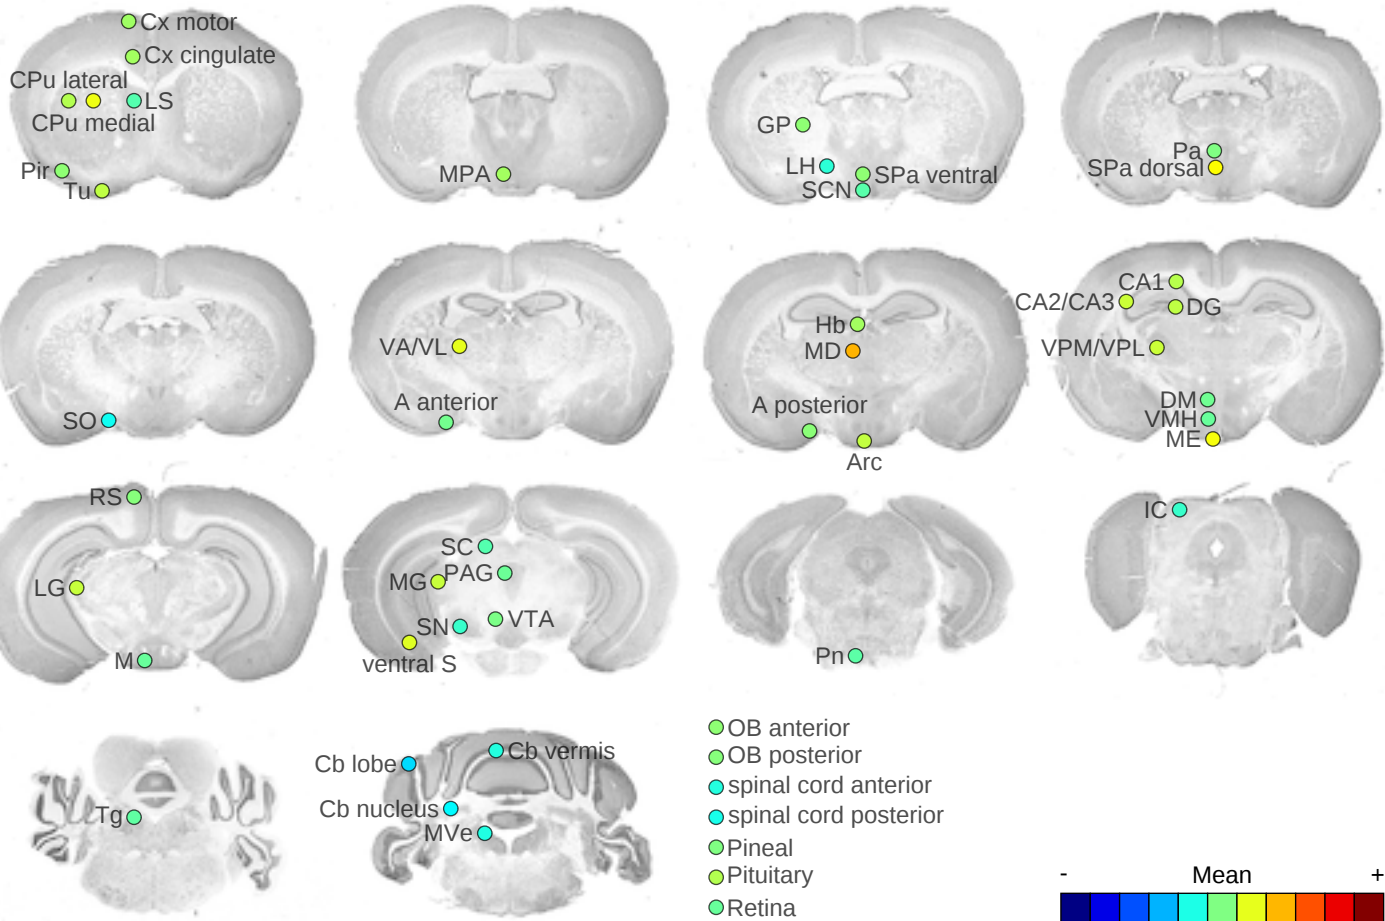 Cx motor
Cx cingulate
CPu lateral
LS
CPu medial
Pir
Tu
MPA
GP
LH
SPa ventral
SCN
Pa
SPa dorsal
SO
VA/VL
A anterior
Hb
MD
A posterior
Arc
CA1
CA2/CA3
DG
VPM/VPL
DM
VMH
ME
RS
LG
M
SC
PAG
MG
VTA
SN
ventral S
Pn
IC
Tg
Cb vermis
Cb lobe
Cb nucleus
MVe
OB anterior
OB posterior
spinal cord anterior
spinal cord posterior
Pineal
Pituitary
Retina
- Mean +